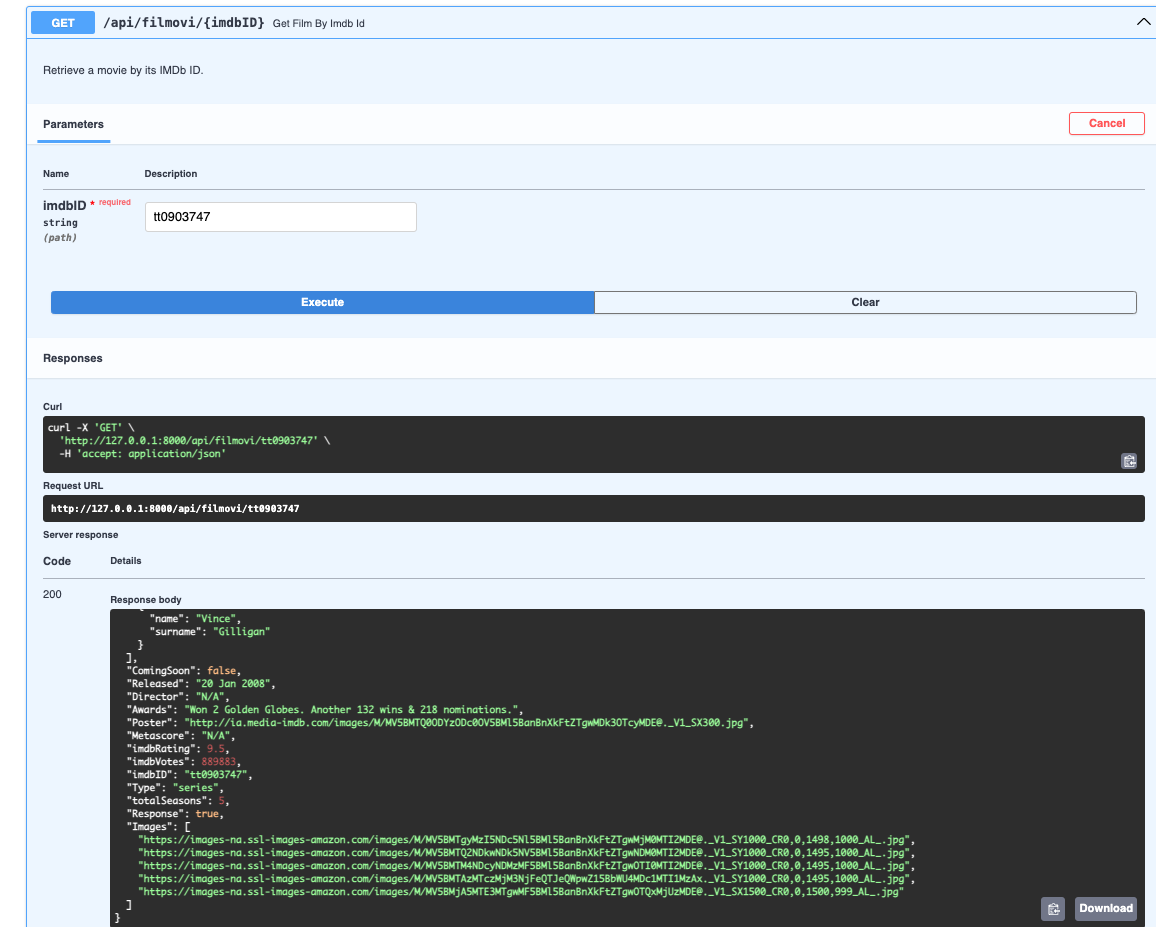 GET /api/filmovi/{imdbID} Get Film By Imdb Id
Retrieve a movie by its IMDb ID.
Parameters
Cancel
Name Description
imdbID * required
string
(path)
tt0903747
Execute
Clear
Responses
Curl
curl -X 'GET' \
'http://127.0.0.1:8000/api/filmovi/tt0903747' \
-H 'accept: application/json'
Request URL
http://127.0.0.1:8000/api/filmovi/tt0903747
Server response
Code Details
200
Response body
"name": "Vince",
"surname": "Gilligan"
}
],
"ComingSoon": false,
"Released": "20 Jan 2008",
"Director": "N/A",
"Awards": "Won 2 Golden Globes. Another 132 wins & 218 nominations.",
"Poster": "http://ia.media-imdb.com/images/M/MV5BMTQ0ODYzODc0OV5BMl5BanBnXkFtZTgwMDk3OTcyMDE@._V1_SX300.jpg",
"Metascore": "N/A",
"imdbRating": 9.5,
"imdbVotes": 889883,
"imdbID": "tt0903747",
"Type": "series",
"totalSeasons": 5,
"Response": true,
"Images": [
"https://images-na.ssl-images-amazon.com/images/M/MV5BMTgyMzI5NDc5Nl5BMl5BanBnXkFtZTgwMjM0MTI2MDE@._V1_SY1000_CR0,0,1498,1000_AL_.jpg",
"https://images-na.ssl-images-amazon.com/images/M/MV5BMTQ2NDkwNDk5NV5BMl5BanBnXkFtZTgwNDM0MTI2MDE@._V1_SY1000_CR0,0,1495,1000_AL_.jpg",
"https://images-na.ssl-images-amazon.com/images/M/MV5BMTM4NDcyNDMzMF5BMl5BanBnXkFtZTgwOTI0MTI2MDE@._V1_SY1000_CR0,0,1495,1000_AL_.jpg",
"https://images-na.ssl-images-amazon.com/images/M/MV5BMTAzMTczMjM3NjFeQTJeQWpwZ15BbWU4MDc1MTI1MzAx._V1_SY1000_CR0,0,1495,1000_AL_.jpg",
"https://images-na.ssl-images-amazon.com/images/M/MV5BMjA5MTE3MTgwMF5BMl5BanBnXkFtZTgwOTQxMjUzMDE@._V1_SX1500_CR0,0,1500,999_AL_.jpg"
]
}
Download